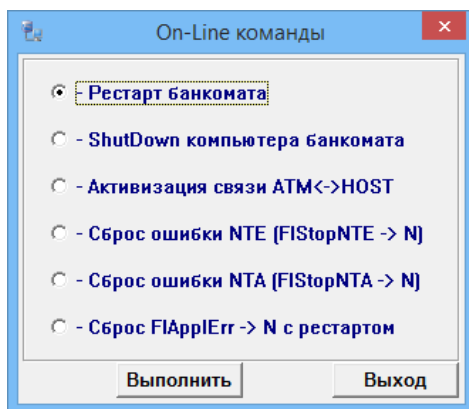 On-Line команды
- Рестарт банкомата
- ShutDown компьютера банкомата
- Активизация связи ATM<->HOST
- Сброс ошибки NTE (FlStopNTE -> N)
- Сброс ошибки NTA (FlStopNTA -> N)
- Сброс FlApplErr -> N с рестартом
Выполнить Выход